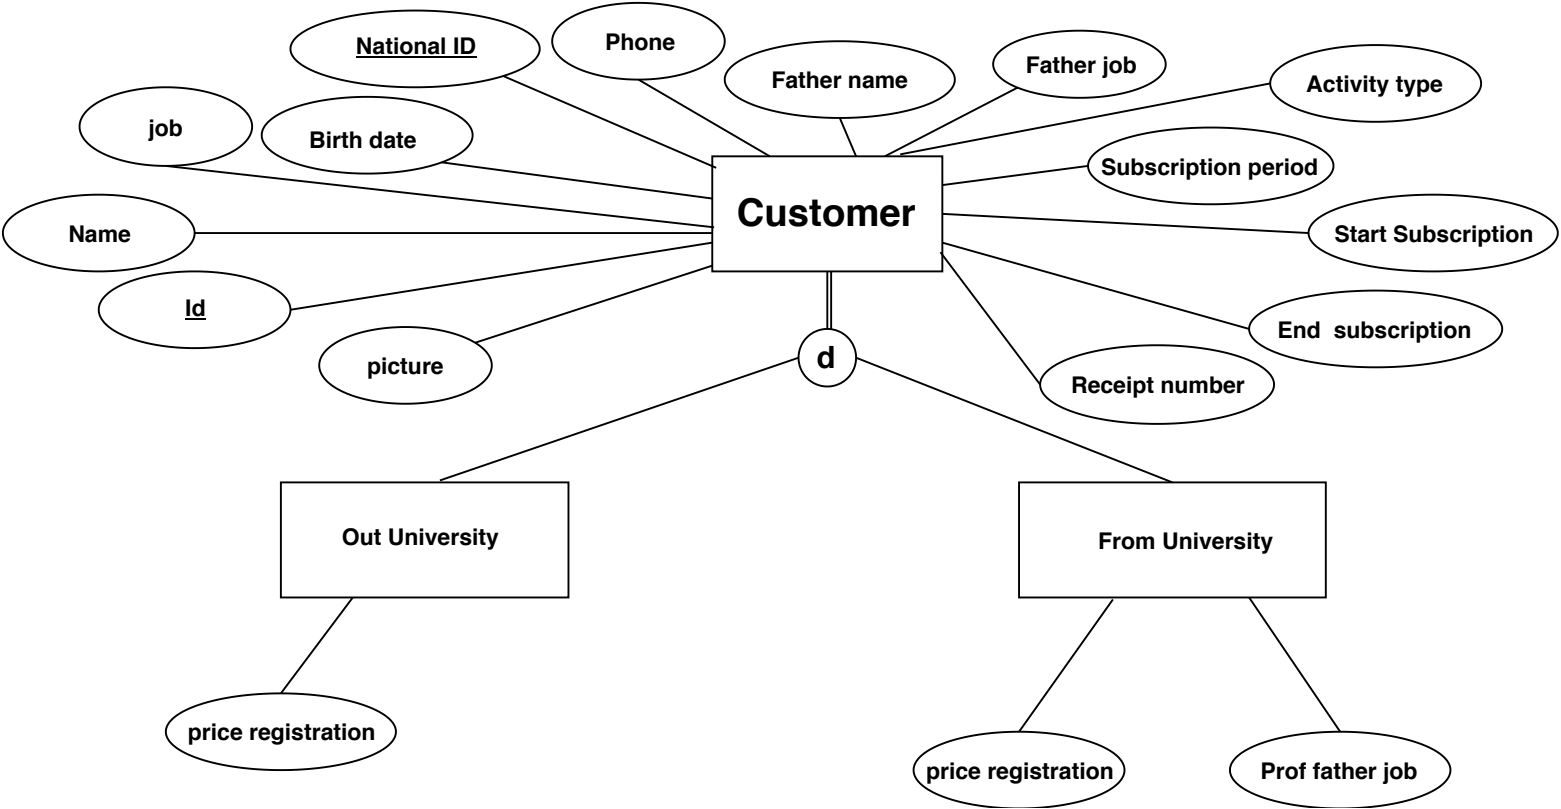 National ID
Phone
Father name
Father job
Activity type
job
Birth date
Subscription period
Customer
Name
Start Subscription
Id
End subscription
picture
d
Receipt number
Out University
From University
price registration
price registration
Prof father job